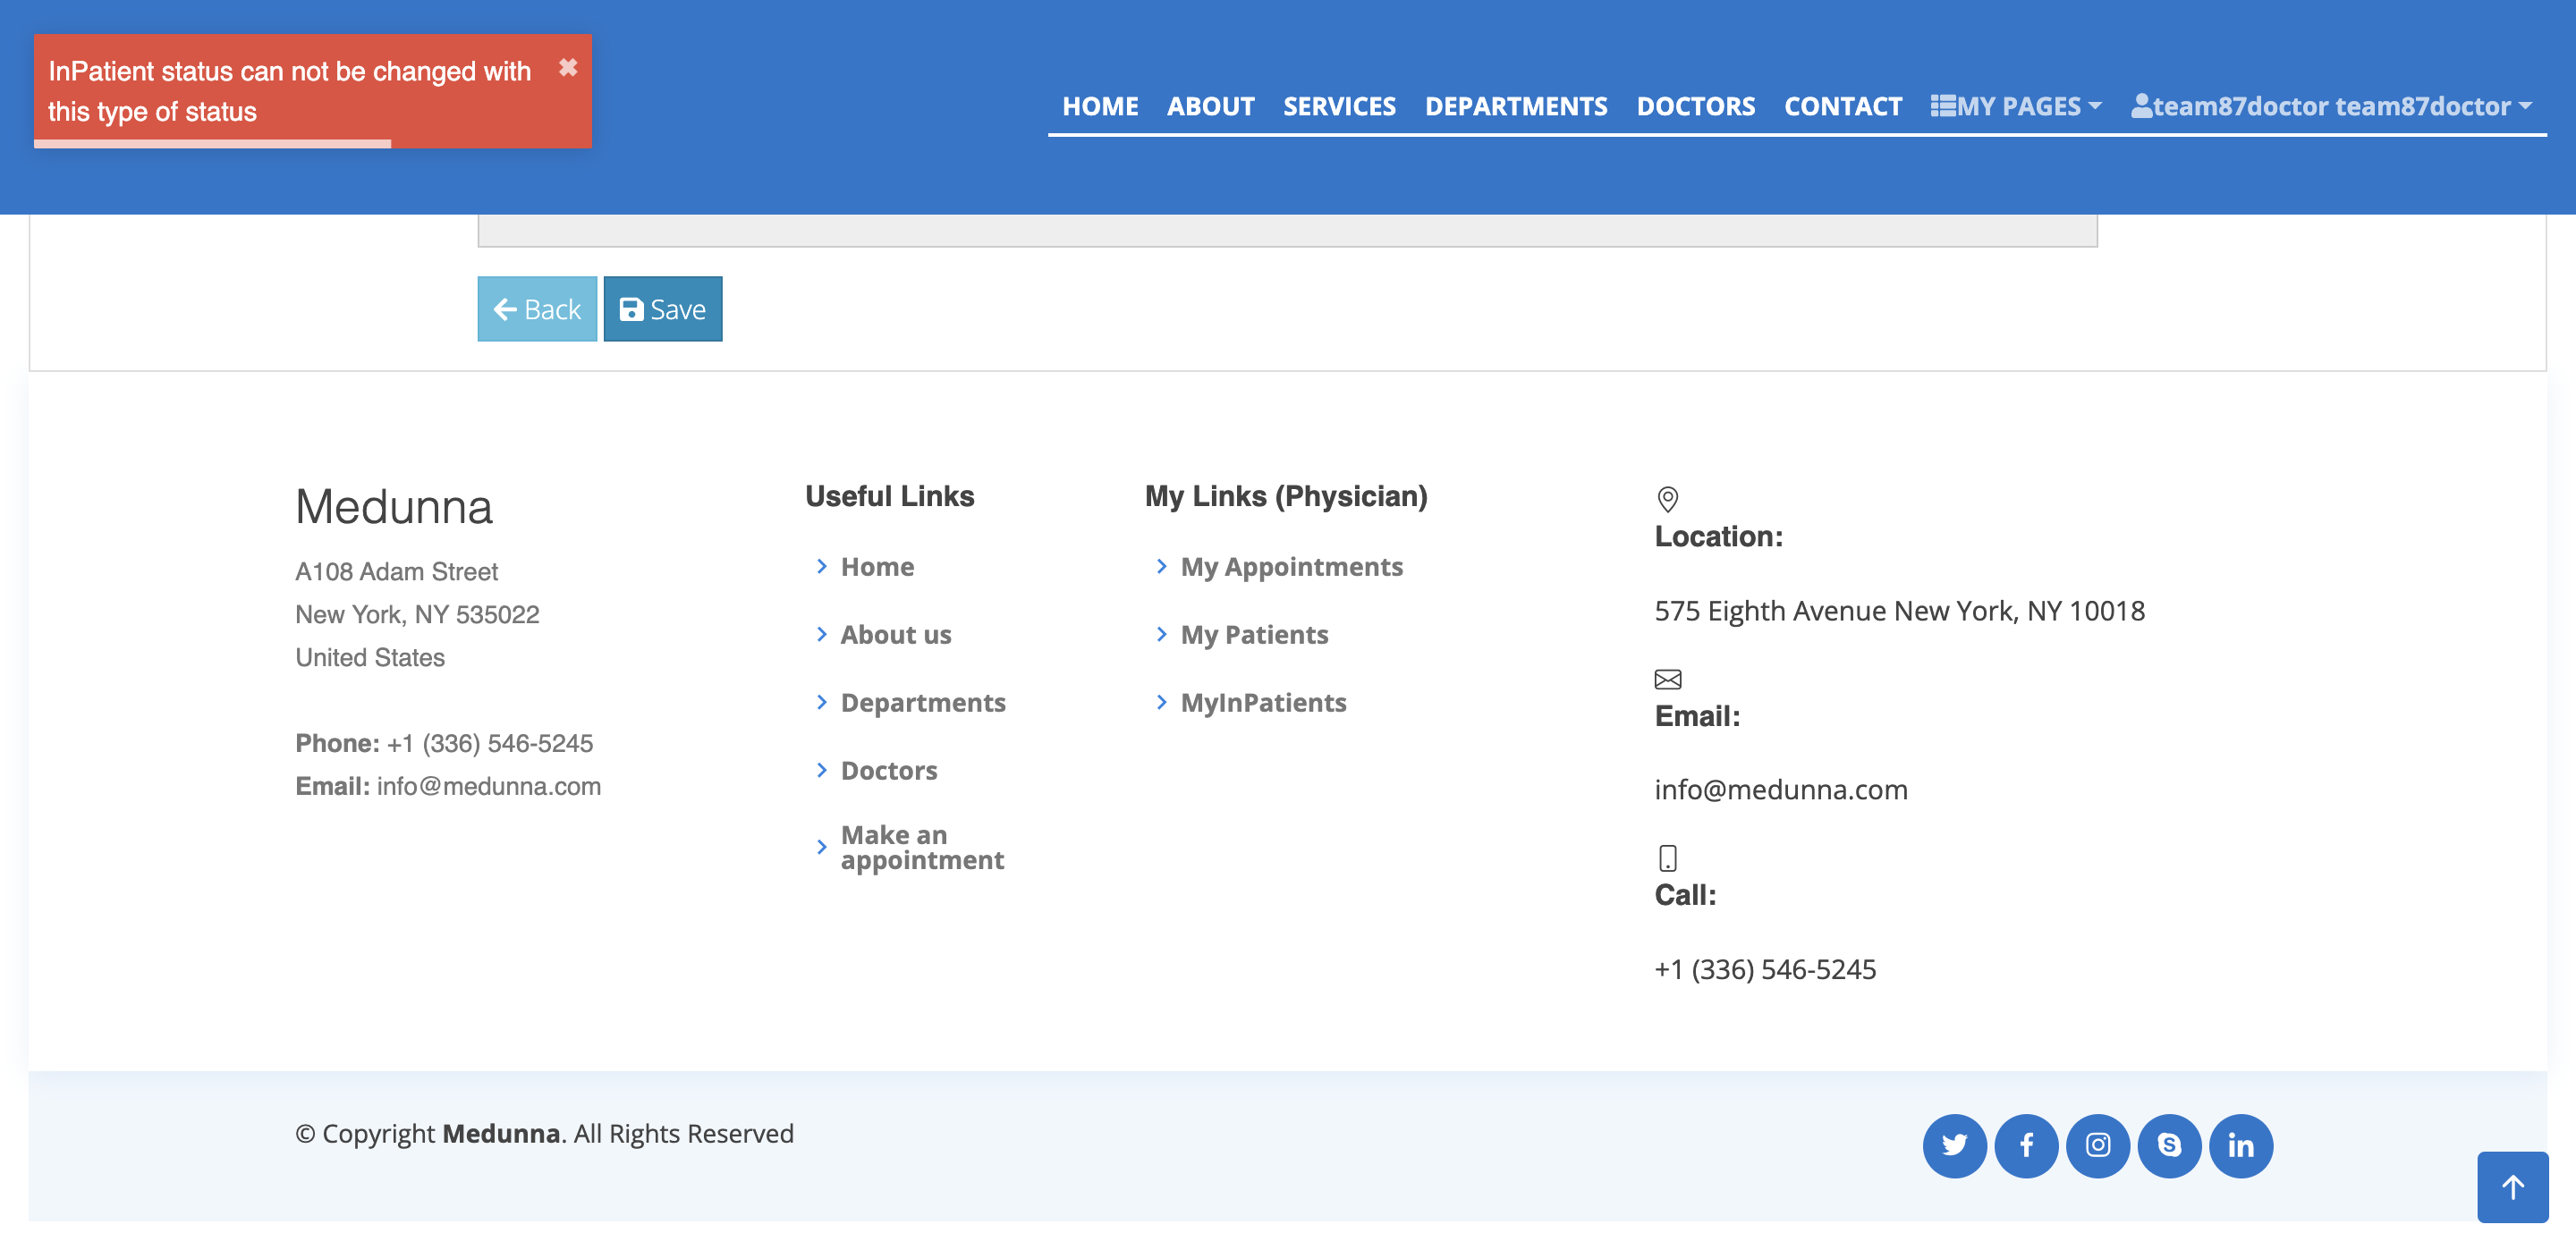 InPatient status can not be changed with
this type of status
HOME ABOUT SERVICES DEPARTMENTS DOCTORS CONTACT MY PAGES team87doctor team87doctor
Back Save
Medunna
A108 Adam Street
New York, NY 535022
United States
Phone: +1 (336) 546-5245
Email: info@medunna.com
Useful Links
Home
About us
Departments
Doctors
Make an
appointment
My Links (Physician)
My Appointments
My Patients
MyInPatients
Location:
575 Eighth Avenue New York, NY 10018
Email:
info@medunna.com
Call:
+1 (336) 546-5245
© Copyright Medunna. All Rights Reserved